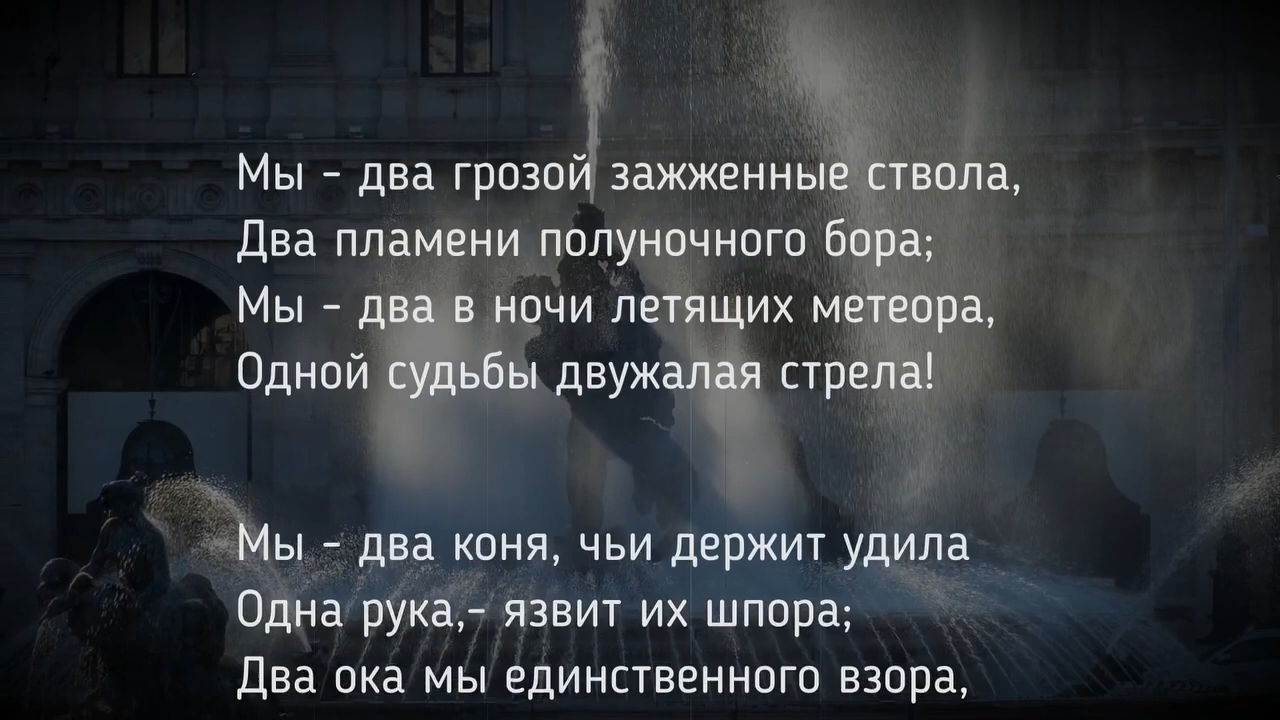 Мы - два грозой зажженные ствола,
Два пламени полуночного бора;
Мы - два в ночи летящих метеора,
Одной судьбы двужалая стрела!
Мы - два коня, чьи держит удила
Одна рука,- язвит их шпора;
Два ока мы единственного взора,